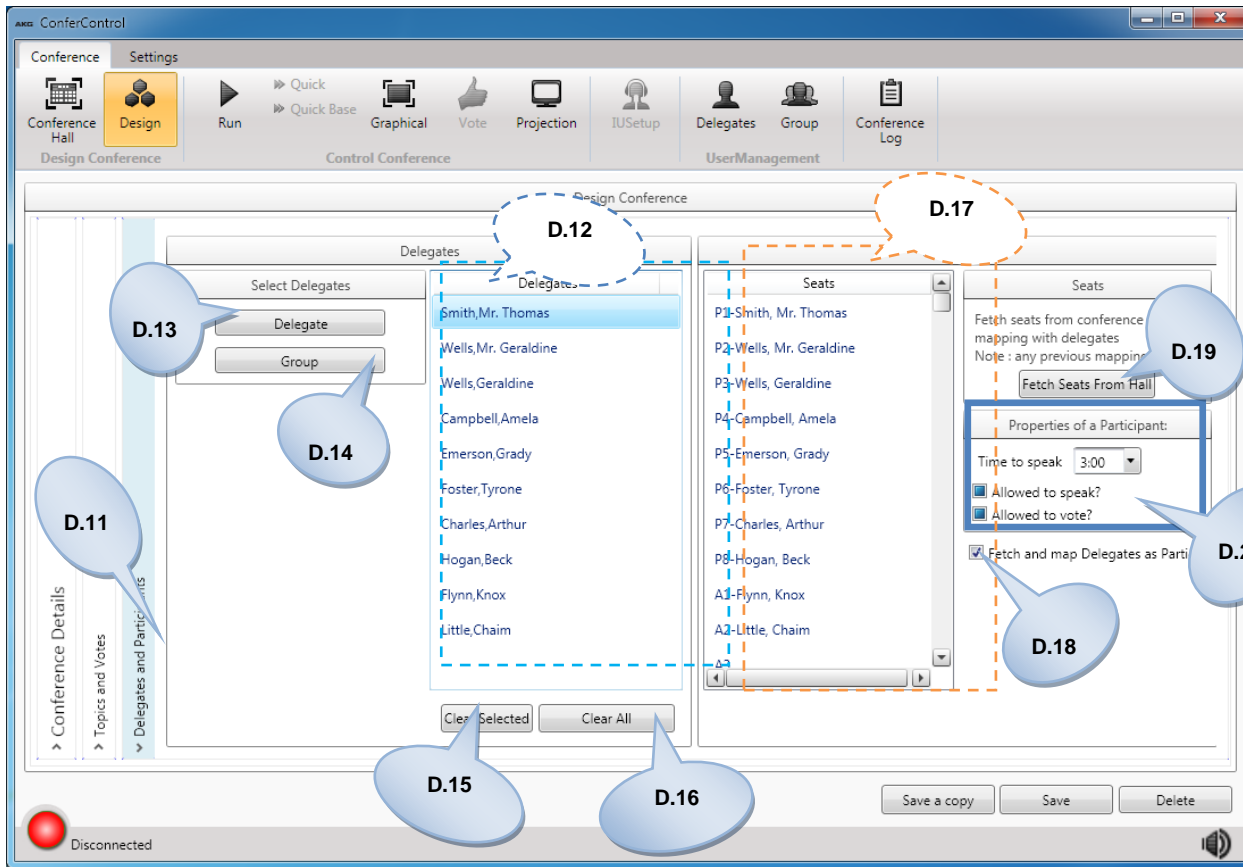 AKG ConferControl
Conference Settings
Conference Hall
Design
Run
Quick
Quick Base
Graphical
Vote
Projection
IUSetup
Delegates
Group
Conference Log
Design Conference
Control Conference
UserManagement
Design Conference
D.12
D.17
Delegates
Select Delegates
Delegate
Group
D.13
D.14
D.11
Conference Details
Topics and Votes
Delegates and Participants
Delegates
Smith,Mr. Thomas
Wells,Mr. Geraldine
Wells,Geraldine
Campbell,Amela
Emerson,Grady
Foster,Tyrone
Charles,Arthur
Hogan,Beck
Flynn,Knox
Little,Chaim
Clear Selected
Clear All
D.15
D.16
Seats
P1-Smith, Mr. Thomas
P2-Wells, Mr. Geraldine
P3-Wells, Geraldine
P4-Campbell, Amela
P5-Emerson, Grady
P6-Foster, Tyrone
P7-Charles, Arthur
P8-Hogan, Beck
A1-Flynn, Knox
A2-Little, Chaim
A3
Seats
Fetch seats from conference
mapping with delegates
Note : any previous mapping
D.19
Fetch Seats From Hall
Properties of a Participant:
Time to speak 3:00
Allowed to speak?
Allowed to vote?
Fetch and map Delegates as Parti
D.18
Save a copy
Save
Delete
Disconnected